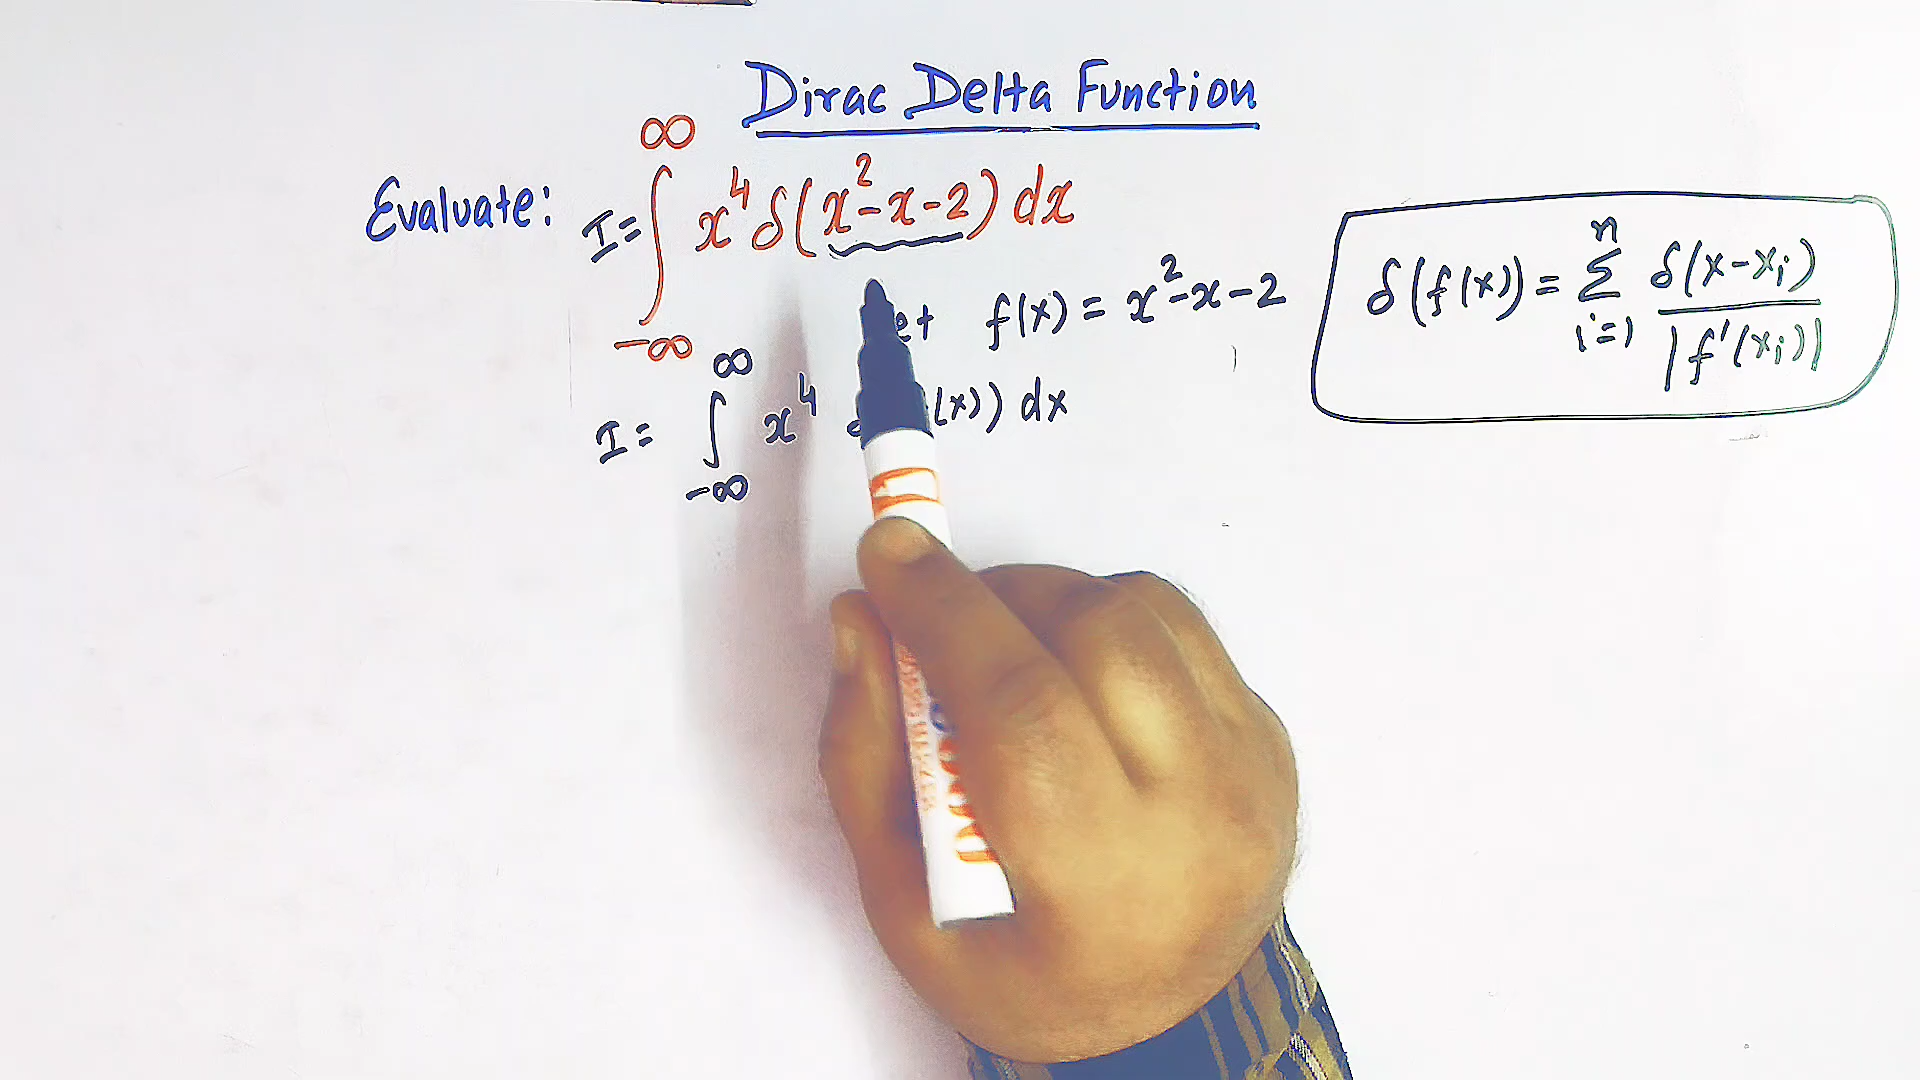 Dirac Delta Function
Evaluate: I = ∫_{-∞}^{∞} x⁴ δ(x²-x-2) dx
f(x) = x²-x-2
δ(f(x)) = Σ_{i=1}^{n} δ(x-xᵢ) / |f'(xᵢ)|
I = ∫_{-∞}^{∞} x⁴ (x)) dx